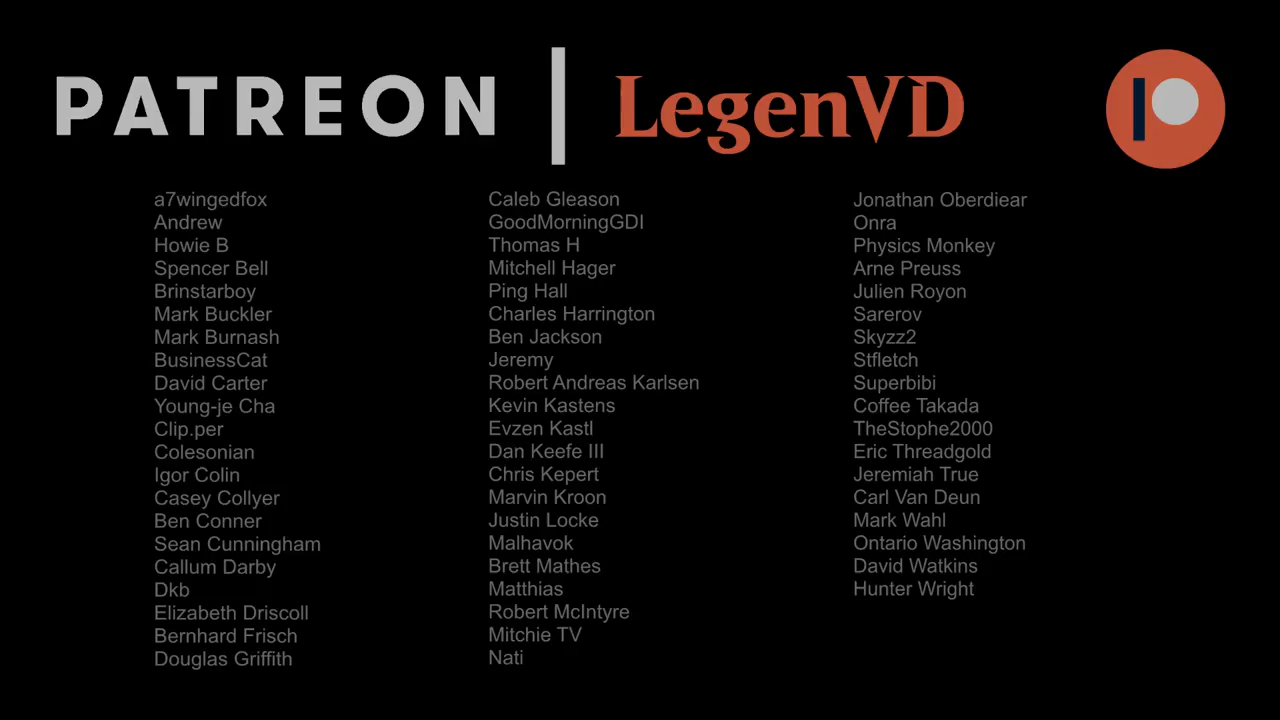 PATREON | LegenVD
a7wingedfox
Andrew
Howie B
Spencer Bell
Brinstarboy
Mark Buckler
Mark Burnash
BusinessCat
David Carter
Young-je Cha
Clip.per
Colesonian
Igor Colin
Casey Collyer
Ben Conner
Sean Cunningham
Callum Darby
Dkb
Elizabeth Driscoll
Bernhard Frisch
Douglas Griffith
Caleb Gleason
GoodMorningGDI
Thomas H
Mitchell Hager
Ping Hall
Charles Harrington
Ben Jackson
Jeremy
Robert Andreas Karlsen
Kevin Kastens
Evzen Kastl
Dan Keefe III
Chris Kepert
Marvin Kroon
Justin Locke
Malhavok
Brett Mathes
Matthias
Robert McIntyre
Mitchie TV
Nati
Jonathan Oberdiear
Onra
Physics Monkey
Arne Preuss
Julien Royon
Sarerov
Skyzz2
Stfletch
Superbibi
Coffee Takada
TheStophe2000
Eric Threadgold
Jeremiah True
Carl Van Deun
Mark Wahl
Ontario Washington
David Watkins
Hunter Wright